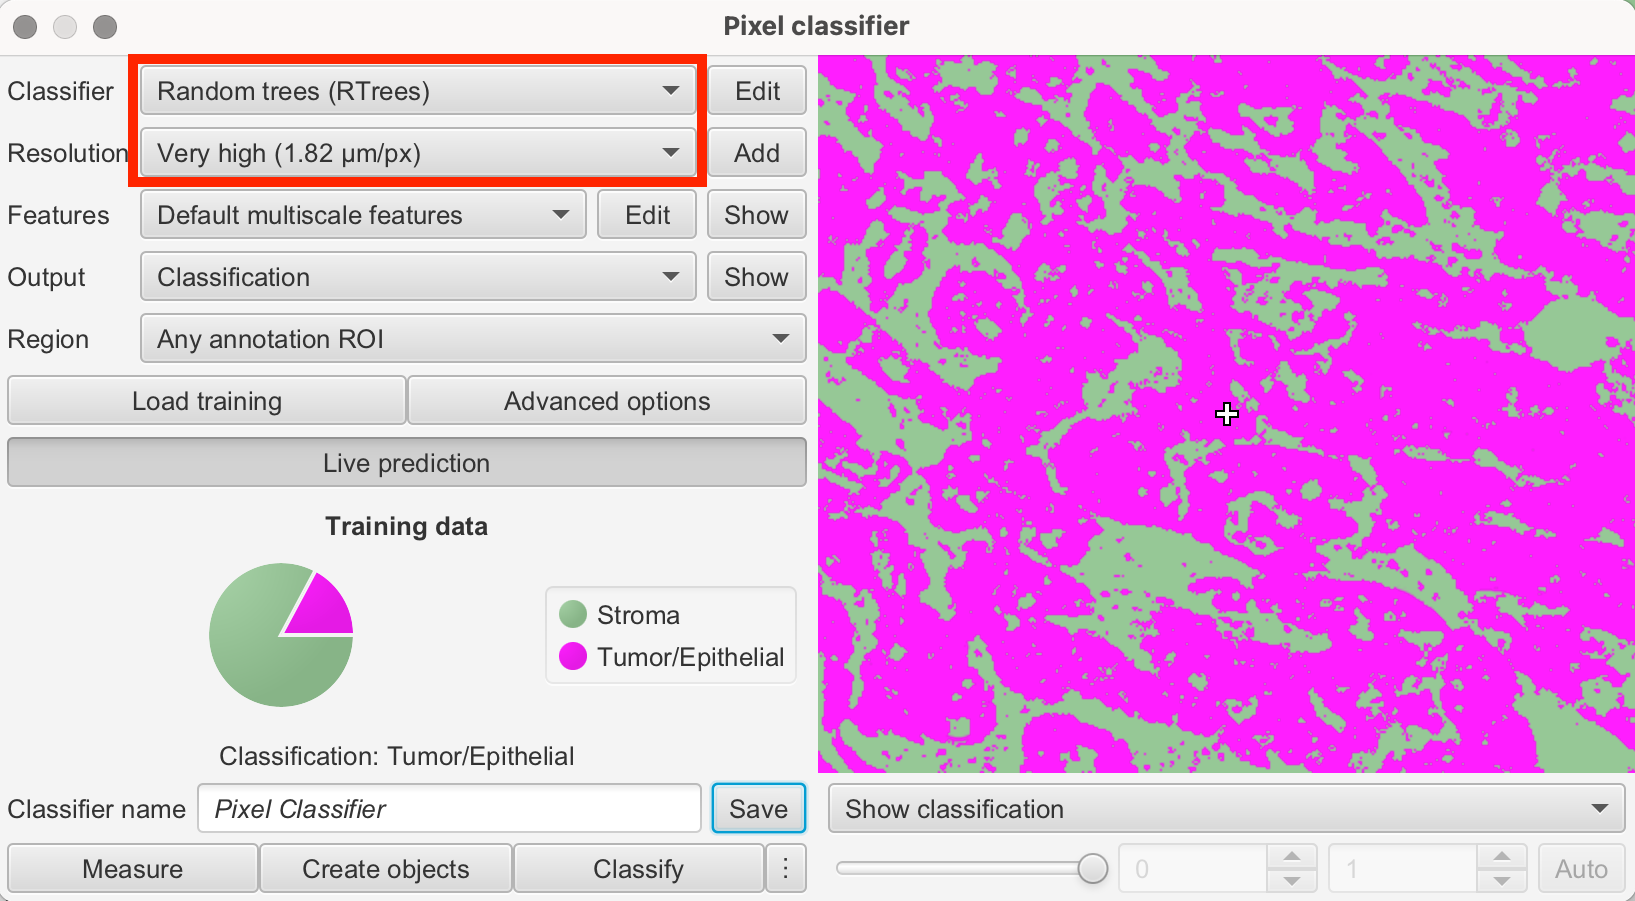 Pixel classifier
Classifier Random trees (RTrees) Edit
Resolution Very high (1.82 µm/px) Add
Features Default multiscale features Edit Show
Output Classification Show
Region Any annotation ROI
Load training Advanced options
Live prediction
Training data
Stroma
Tumor/Epithelial
Classification: Tumor/Epithelial
Classifier name Pixel Classifier Save Show classification
Measure Create objects Classify ⋮ 0 1 Auto